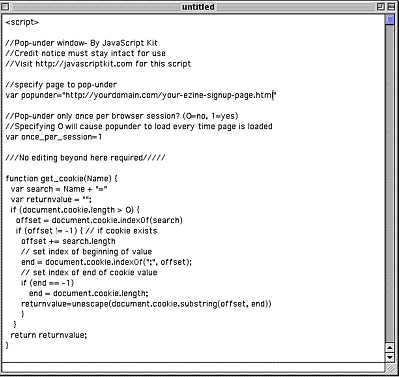 untitled
<script>
//Pop-under window- By JavaScript Kit
//Credit notice must stay intact for use
//Visit http://javascriptkit.com for this script
//specify page to pop-under
var popunder="http://yourdomain.com/your-ezine-signup-page.htm"
//Pop-under only once per browser session? (0=no, 1=yes)
//Specifying 0 will cause popunder to load every time page is loaded
var once_per_session=1
///No editing beyond here required/////
function get_cookie(Name) {
var search = Name + "="
var returnvalue = "";
if (document.cookie.length > 0) {
offset = document.cookie.indexOf(search)
if (offset != -1) { // if cookie exists
offset += search.length
// set index of beginning of value
end = document.cookie.indexOf(";", offset);
// set index of end of cookie value
if (end == -1)
end = document.cookie.length;
returnvalue=unescape(document.cookie.substring(offset, end))
}
}
return returnvalue;
}